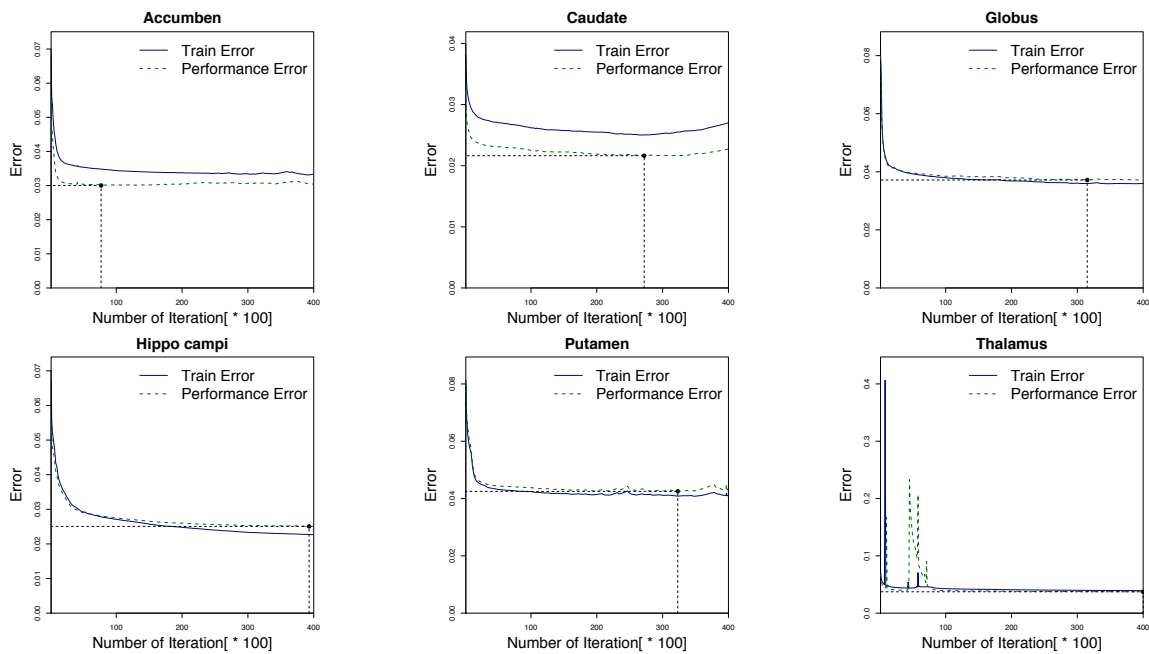 Accumben
Train Error
Performance Error
0.00 0.01 0.02 0.03 0.04 0.05 0.06 0.07
Error
100 200 300 400
Number of Iteration[ * 100]
Caudate
Train Error
Performance Error
0.00 0.01 0.02 0.03 0.04
Error
100 200 300 400
Number of Iteration[ * 100]
Globus
Train Error
Performance Error
0.00 0.02 0.04 0.06 0.08
Error
100 200 300 400
Number of Iteration[ * 100]
Hippo campi
Train Error
Performance Error
0.00 0.01 0.02 0.03 0.04 0.05 0.06 0.07
Error
100 200 300 400
Number of Iteration[ * 100]
Putamen
Train Error
Performance Error
0.00 0.02 0.04 0.06 0.08
Error
100 200 300 400
Number of Iteration[ * 100]
Thalamus
Train Error
Performance Error
0.0 0.1 0.2 0.3 0.4
Error
100 200 300 400
Number of Iteration[ * 100]